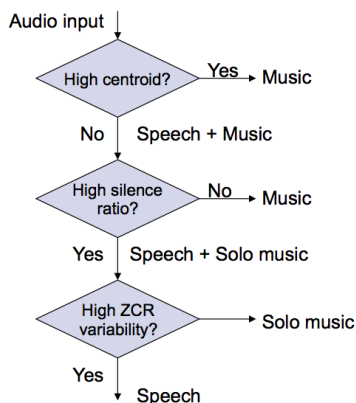 Audio input
High centroid?
Yes
Music
No
Speech + Music
High silence
ratio?
No
Music
Yes
Speech + Solo music
High ZCR
variability?
Solo music
Yes
Speech